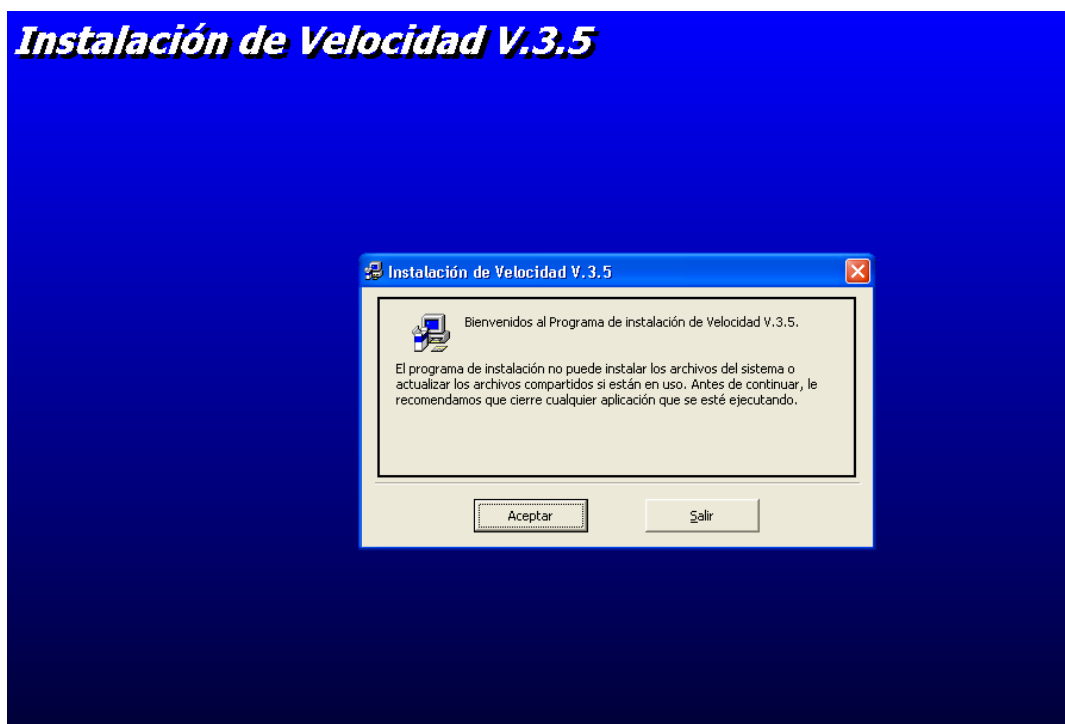 Instalación de Velocidad V.3.5
Instalación de Velocidad V.3.5
Bienvenidos al Programa de instalación de Velocidad V.3.5.
El programa de instalación no puede instalar los archivos del sistema o
actualizar los archivos compartidos si están en uso. Antes de continuar, le
recomendamos que cierre cualquier aplicación que se esté ejecutando.
Aceptar
Salir